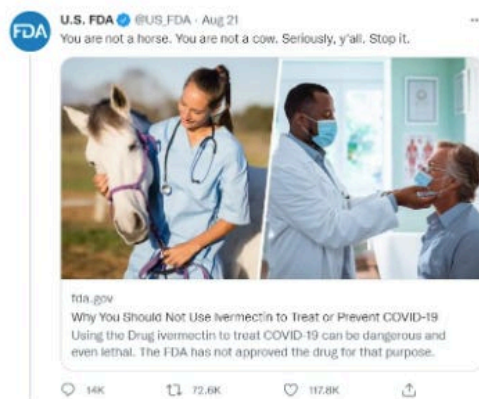 FDA
U.S. FDA @US_FDA · Aug 21
You are not a horse. You are not a cow. Seriously, y'all. Stop it.
fda.gov
Why You Should Not Use Ivermectin to Treat or Prevent COVID-19
Using the Drug ivermectin to treat COVID-19 can be dangerous and
even lethal. The FDA has not approved the drug for that purpose.
14K 72.6K 117.8K